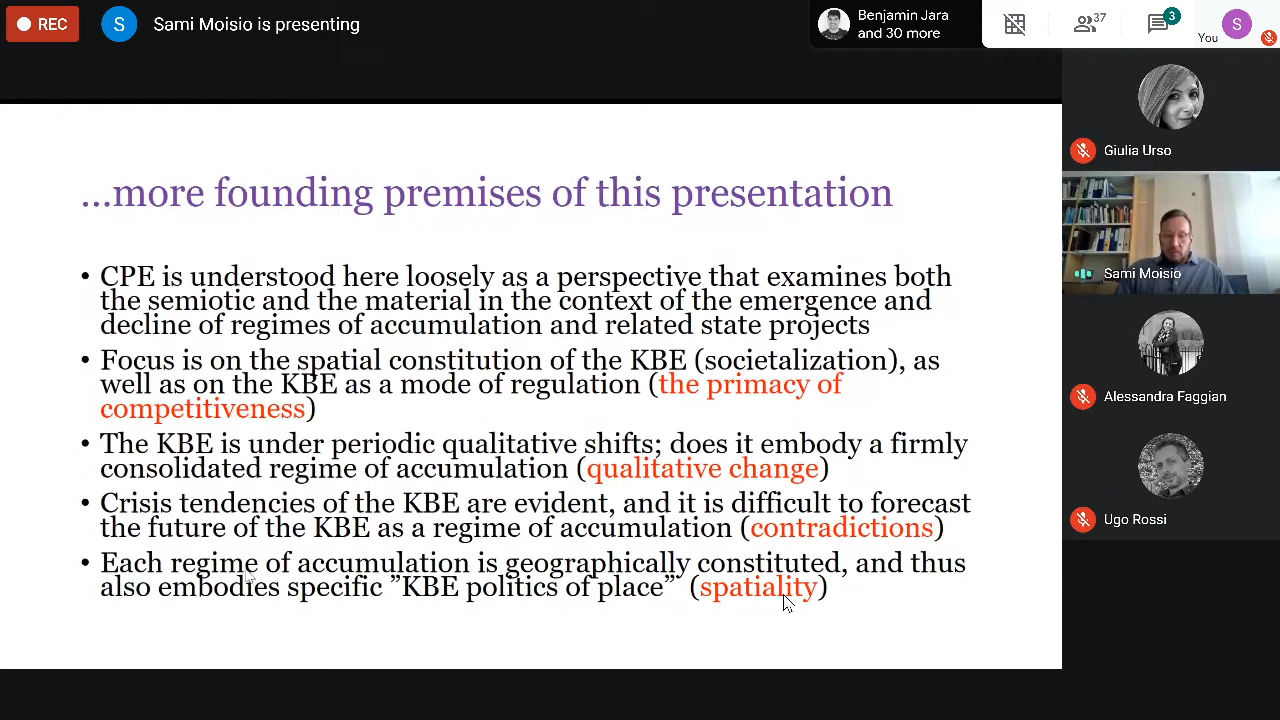 REC
S
Sami Moisio is presenting
Benjamin Jara
and 30 more
37
3
You
S
Giulia Urso
Sami Moisio
Alessandra Faggian
Ugo Rossi
...more founding premises of this presentation
• CPE is understood here loosely as a perspective that examines both
the semiotic and the material in the context of the emergence and
decline of regimes of accumulation and related state projects
• Focus is on the spatial constitution of the KBE (societalization), as
well as on the KBE as a mode of regulation (the primacy of
competitiveness)
• The KBE is under periodic qualitative shifts; does it embody a firmly
consolidated regime of accumulation (qualitative change)
• Crisis tendencies of the KBE are evident, and it is difficult to forecast
the future of the KBE as a regime of accumulation (contradictions)
• Each regime of accumulation is geographically constituted, and thus
also embodies specific ”KBE politics of place” (spatiality)